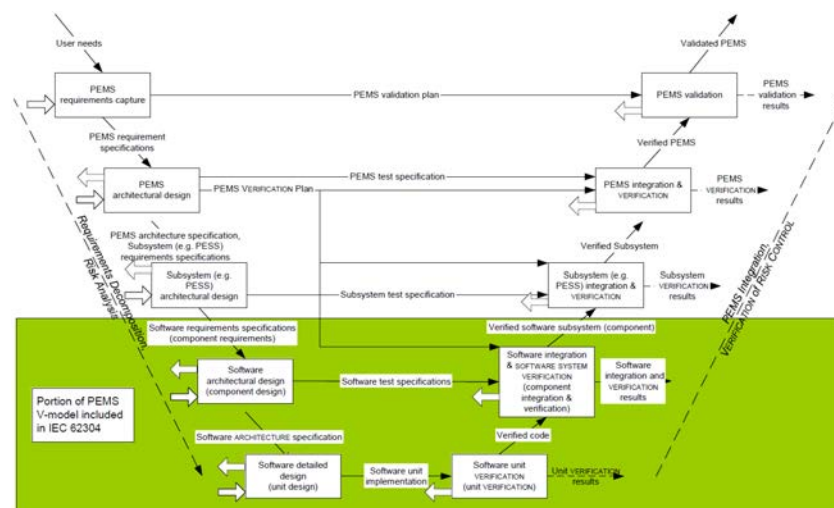 User needs
Validated PEMS
PEMS
requirements capture
PEMS validation plan
PEMS validation
PEMS
validation
results
PEMS requirement
specifications
Verified PEMS
PEMS
architectural design
PEMS test specification
PEMS VERIFICATION Plan
PEMS integration &
VERIFICATION
PEMS
VERIFICATION
results
PEMS architecture specification,
Subsystem (e.g. PESS)
requirements specifications
Verified Subsystem
Subsystem (e.g.
PESS)
architectural design
Subsystem test specification
Subsystem (e.g.
PESS) integration &
VERIFICATION
Subsystem
VERIFICATION
results
Requirements Decomposition,
Risk Analysis
PEMS Integration,
VERIFICATION of RISK CONTROL
Software requirements specifications
(component requirements)
Verified software subsystem (component)
Software
architectural design
(component design)
Software test specifications
Software integration
& SOFTWARE SYSTEM
VERIFICATION
(component
integration &
verification)
Software
integration and
VERIFICATION
results
Portion of PEMS
V-model included
in IEC 62304
Software ARCHITECTURE specification
Verified code
Software detailed
design
(unit design)
Software unit
implementation
Software unit
VERIFICATION
(unit VERIFICATION)
Unit VERIFICATION
results